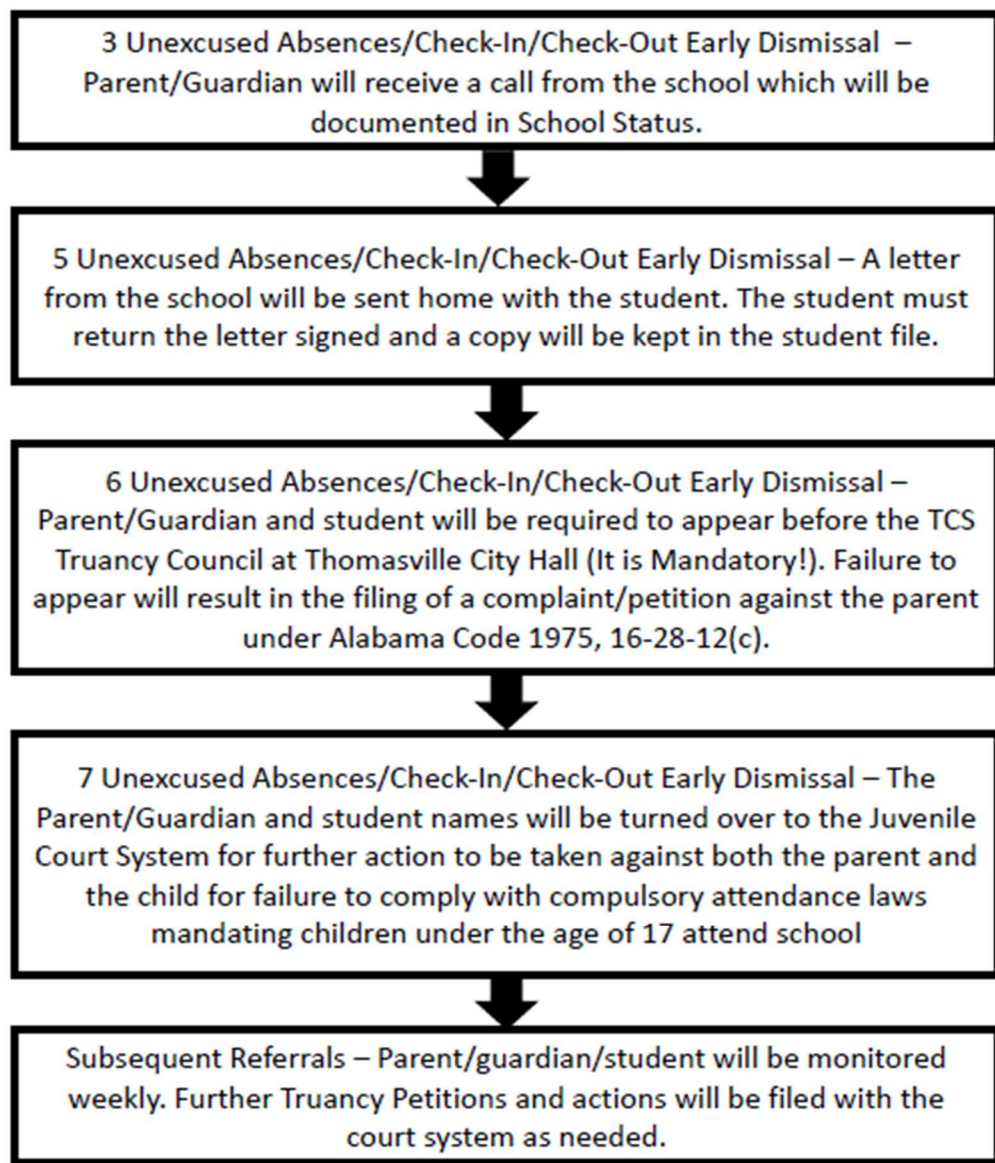 3 Unexcused Absences/Check-In/Check-Out Early Dismissal –
Parent/Guardian will receive a call from the school which will be
documented in School Status.
5 Unexcused Absences/Check-In/Check-Out Early Dismissal – A letter
from the school will be sent home with the student. The student must
return the letter signed and a copy will be kept in the student file.
6 Unexcused Absences/Check-In/Check-Out Early Dismissal –
Parent/Guardian and student will be required to appear before the TCS
Truancy Council at Thomasville City Hall (It is Mandatory!). Failure to
appear will result in the filing of a complaint/petition against the parent
under Alabama Code 1975, 16-28-12(c).
7 Unexcused Absences/Check-In/Check-Out Early Dismissal – The
Parent/Guardian and student names will be turned over to the Juvenile
Court System for further action to be taken against both the parent and
the child for failure to comply with compulsory attendance laws
mandating children under the age of 17 attend school
Subsequent Referrals – Parent/guardian/student will be monitored
weekly. Further Truancy Petitions and actions will be filed with the
court system as needed.